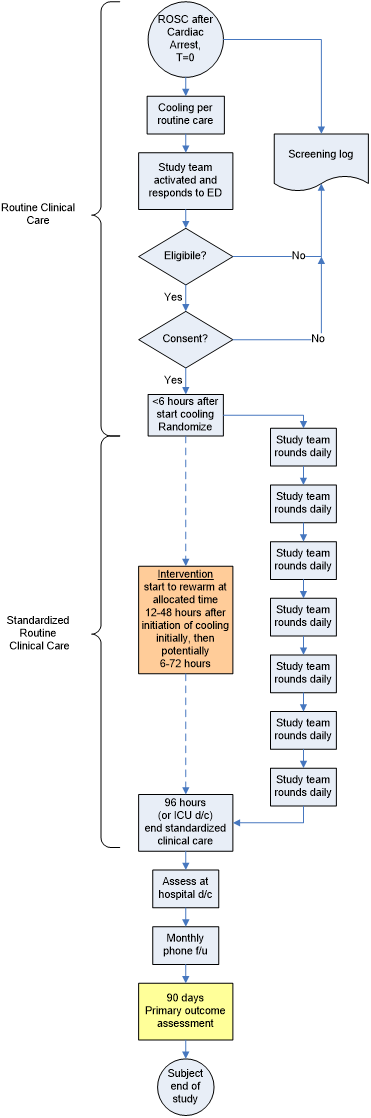 ROSC after
Cardiac
Arrest,
T=0
Cooling per
routine care
Screening log
Study team
activated and
responds to ED
Routine Clinical
Care
Eligibile?
No
Yes
Consent?
No
Yes
<6 hours after
start cooling
Randomize
Study team
rounds daily
Study team
rounds daily
Study team
rounds daily
Study team
rounds daily
Study team
rounds daily
Study team
rounds daily
Study team
rounds daily
Intervention
start to rewarm at
allocated time
12-48 hours after
initiation of cooling
initially, then
potentially
6-72 hours
Standardized
Routine
Clinical Care
96 hours
(or ICU d/c)
end standardized
clinical care
Assess at
hospital d/c
Monthly
phone f/u
90 days
Primary outcome
assessment
Subject
end of
study